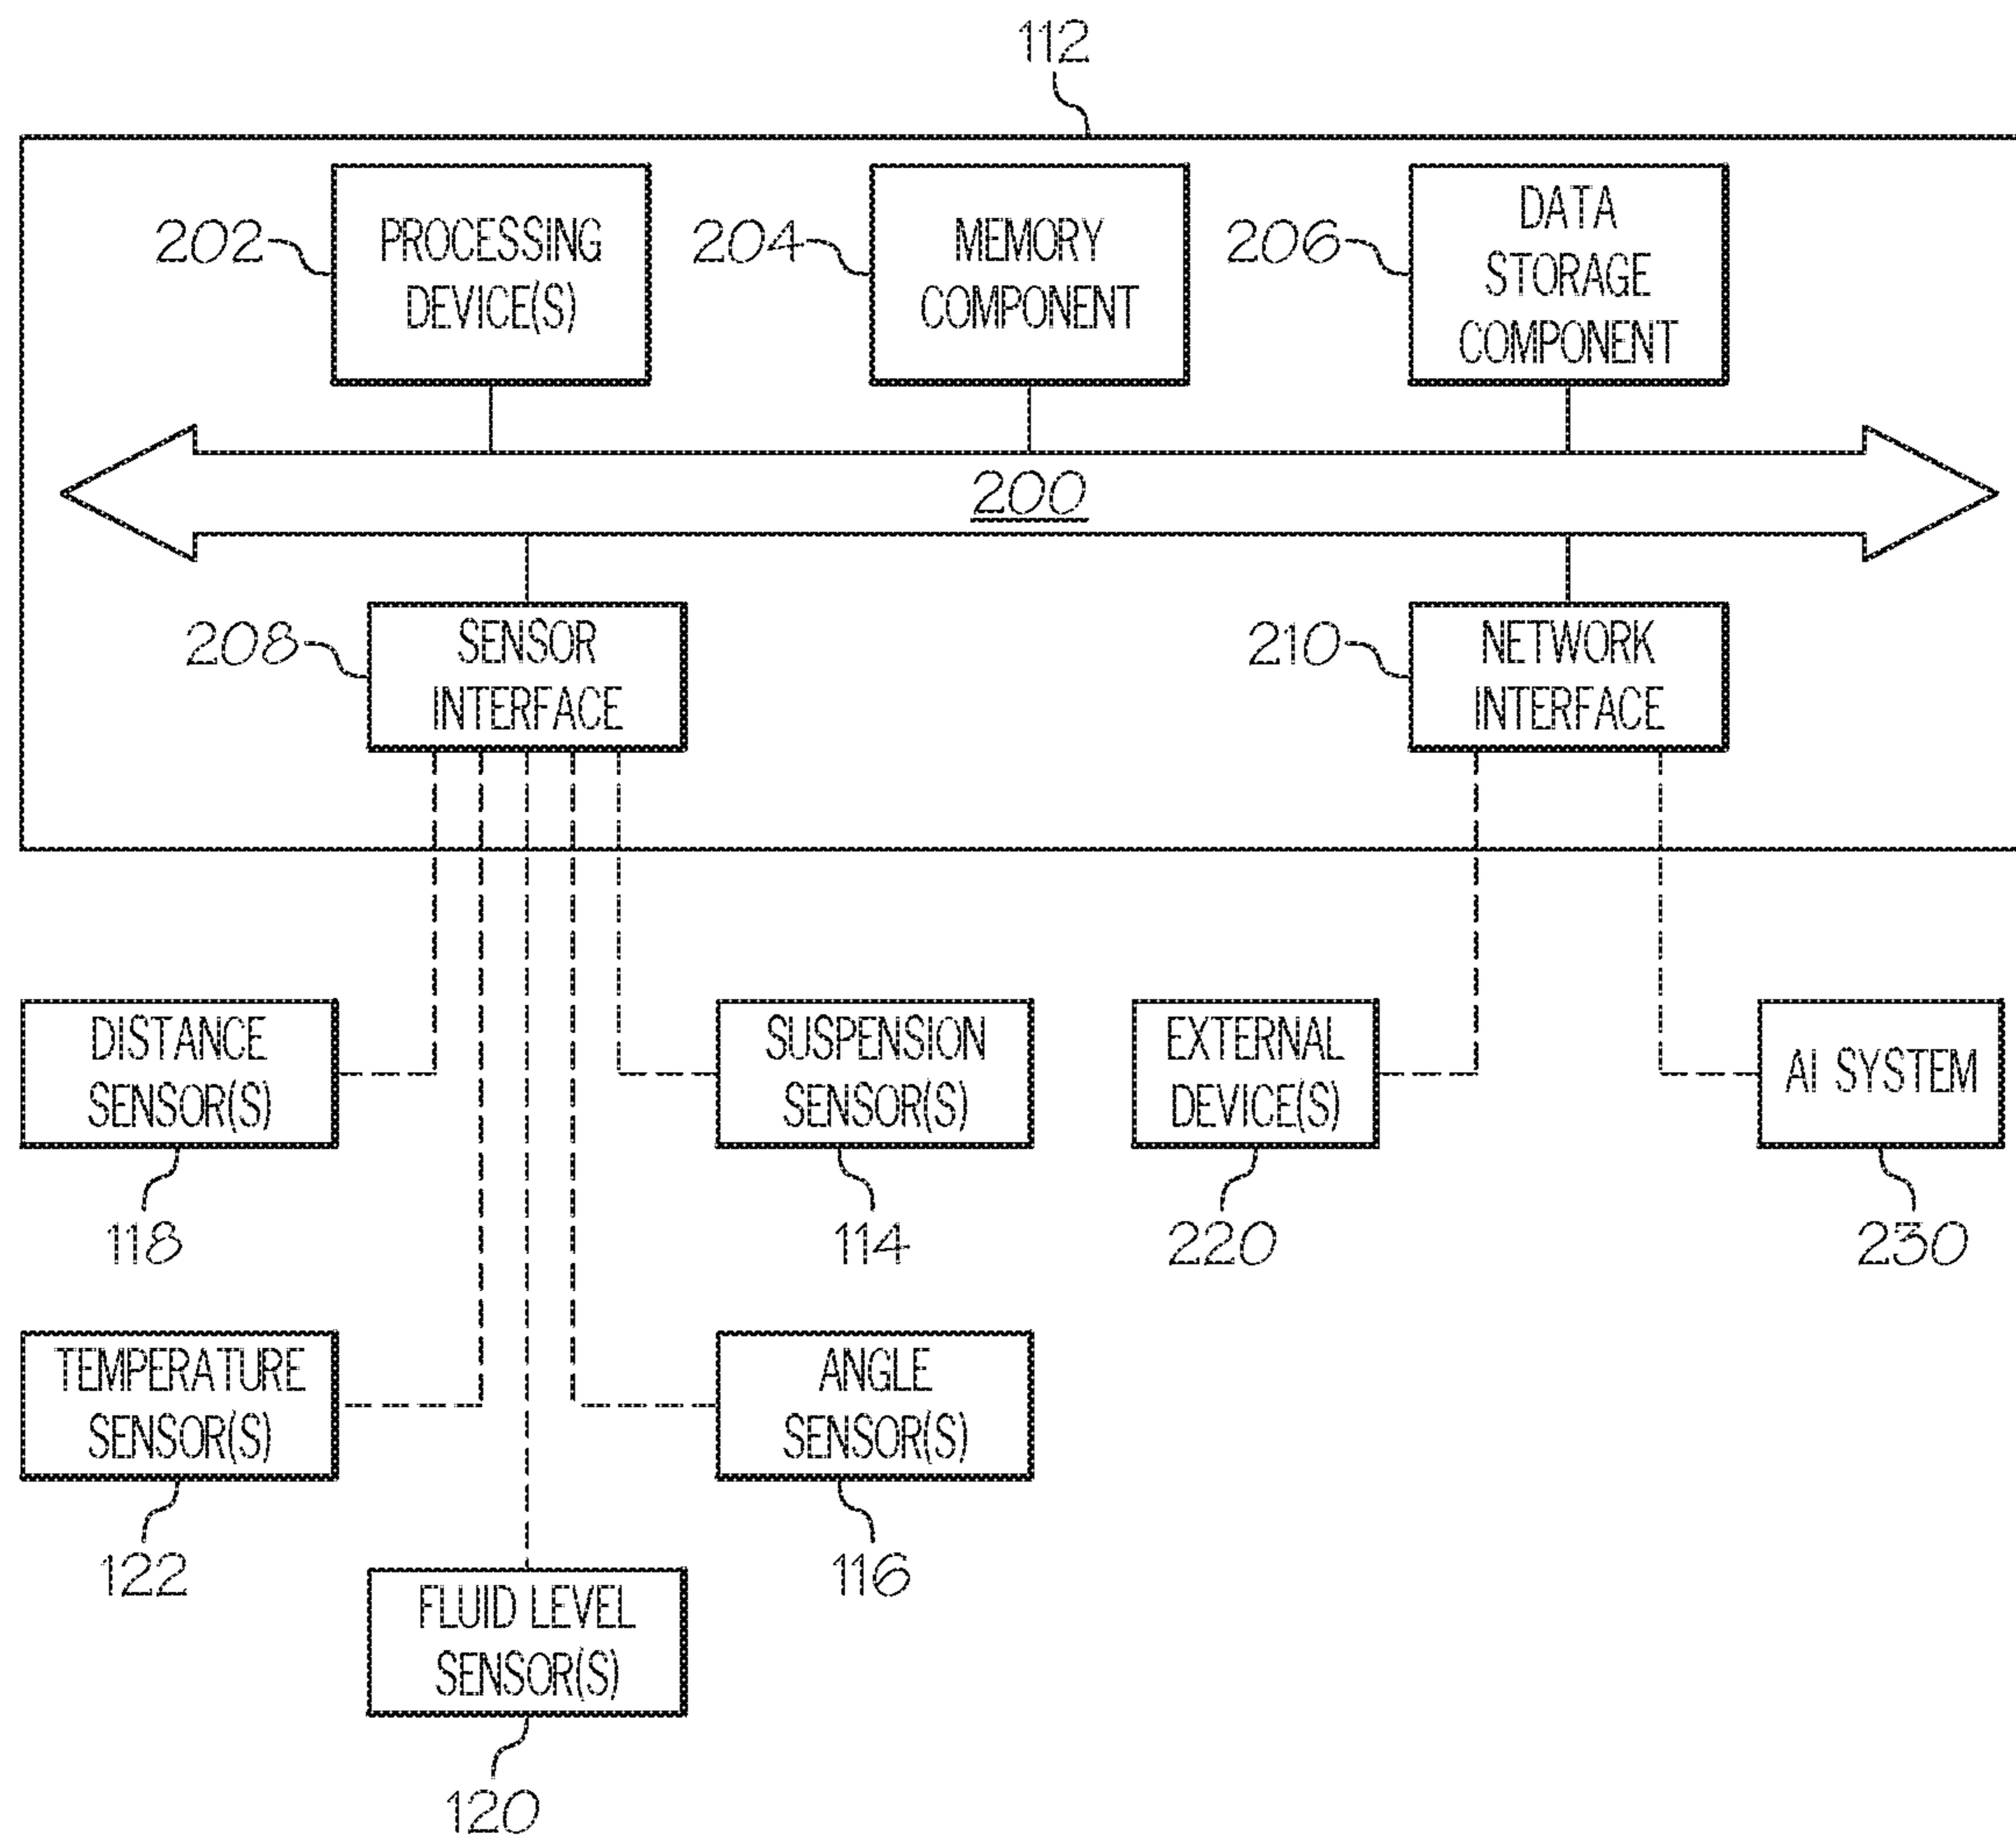 112
202
PROCESSING
DEVICE(S)
204
MEMORY
COMPONENT
206
DATA
STORAGE
COMPONENT
200
208
SENSOR
INTERFACE
210
NETWORK
INTERFACE
DISTANCE
SENSOR(S)
118
SUSPENSION
SENSOR(S)
114
EXTERNAL
DEVICE(S)
220
AI SYSTEM
230
TEMPERATURE
SENSOR(S)
122
ANGLE
SENSOR(S)
116
FLUID LEVEL
SENSOR(S)
120